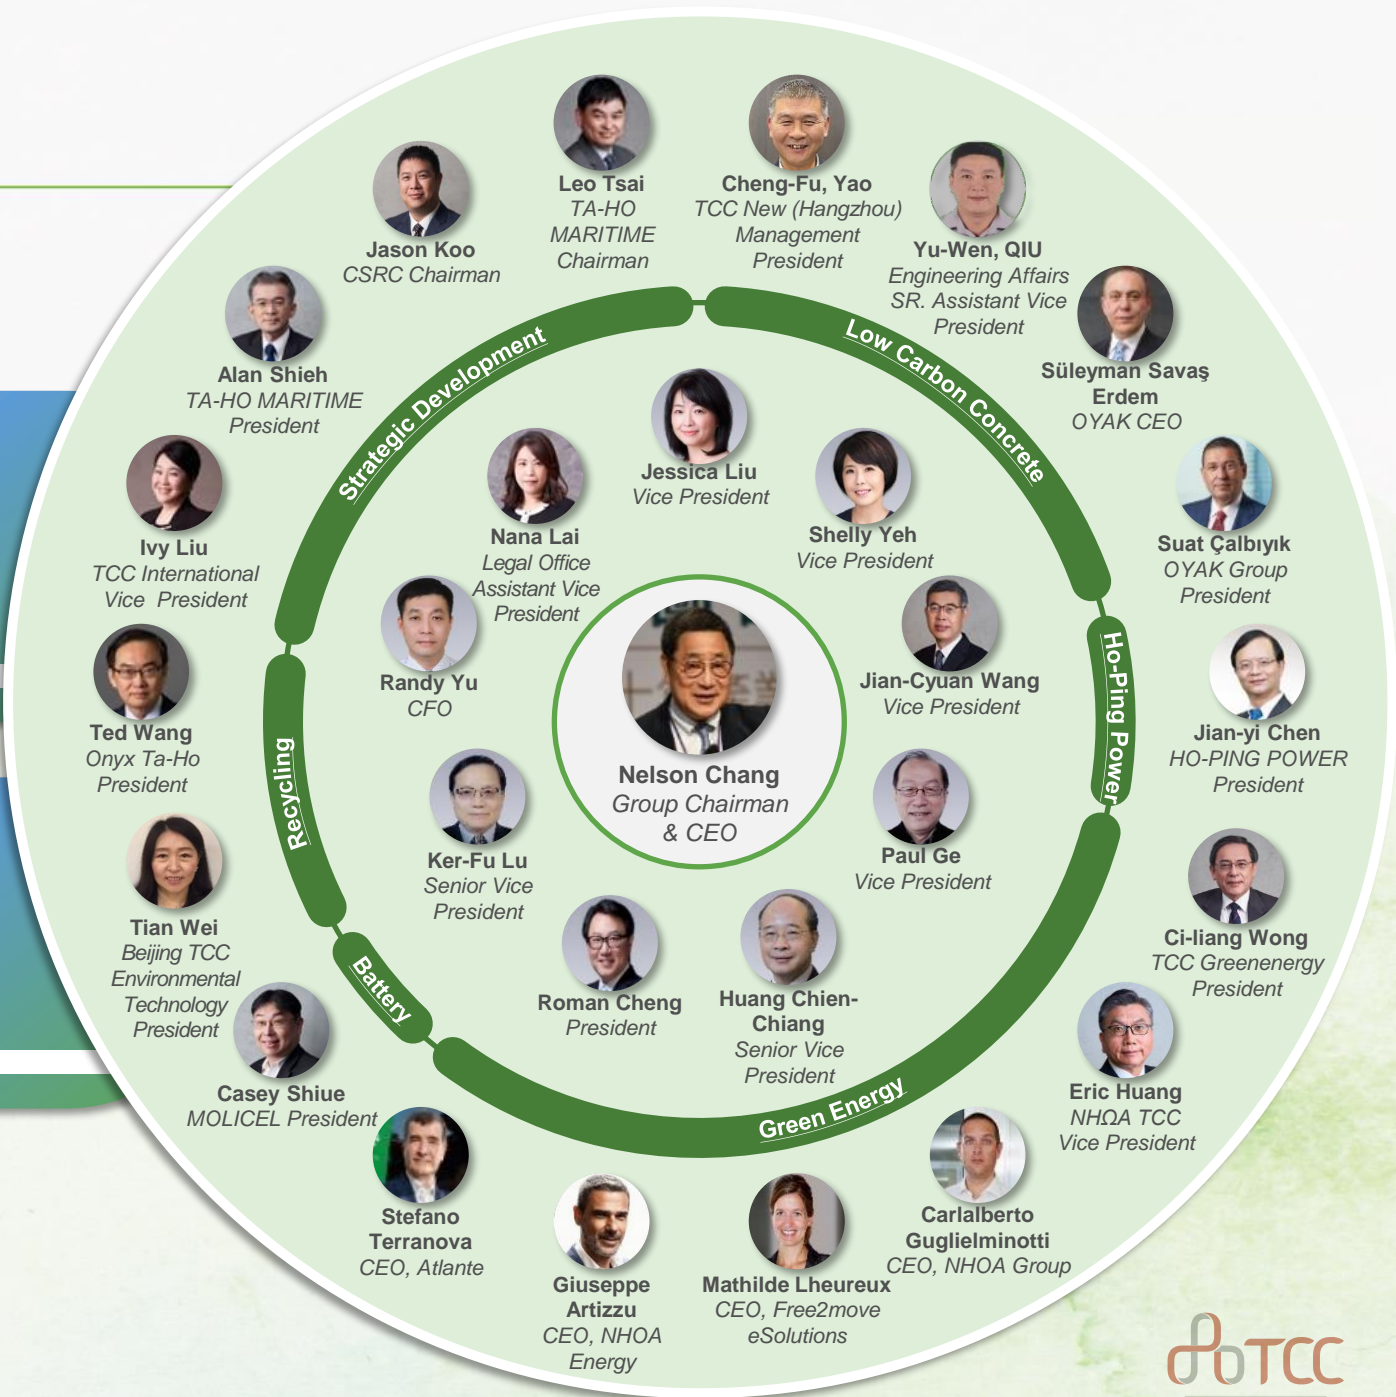 Leo Tsai
TA-HO
MARITIME
Chairman
Cheng-Fu, Yao
TCC New (Hangzhou)
Management
President
Jason Koo
CSRC Chairman
Yu-Wen, QIU
Engineering Affairs
SR. Assistant Vice
President
Alan Shieh
TA-HO MARITIME
President
Süleyman Savaş
Erdem
OYAK CEO
Strategic Development
Low Carbon Concrete
Jessica Liu
Vice President
Nana Lai
Legal Office
Assistant Vice
President
Shelly Yeh
Vice President
Ivy Liu
TCC International
Vice President
Suat Çalbıyık
OYAK Group
President
Randy Yu
CFO
Jian-Cyuan Wang
Vice President
Ho-Ping Power
Ted Wang
Onyx Ta-Ho
President
Jian-yi Chen
HO-PING POWER
President
Recycling
Nelson Chang
Group Chairman
& CEO
Ker-Fu Lu
Senior Vice
President
Paul Ge
Vice President
Tian Wei
Beijing TCC
Environmental
Technology
President
Ci-liang Wong
TCC Greenenergy
President
Battery
Roman Cheng
President
Huang Chien-
Chiang
Senior Vice
President
Casey Shiue
MOLICEL President
Eric Huang
NHΩA TCC
Vice President
Green Energy
Stefano
Terranova
CEO, Atlante
Carlalberto
Guglielminotti
CEO, NHOA Group
Giuseppe
Artizzu
CEO, NHOA
Energy
Mathilde Lheureux
CEO, Free2move
eSolutions
TCC